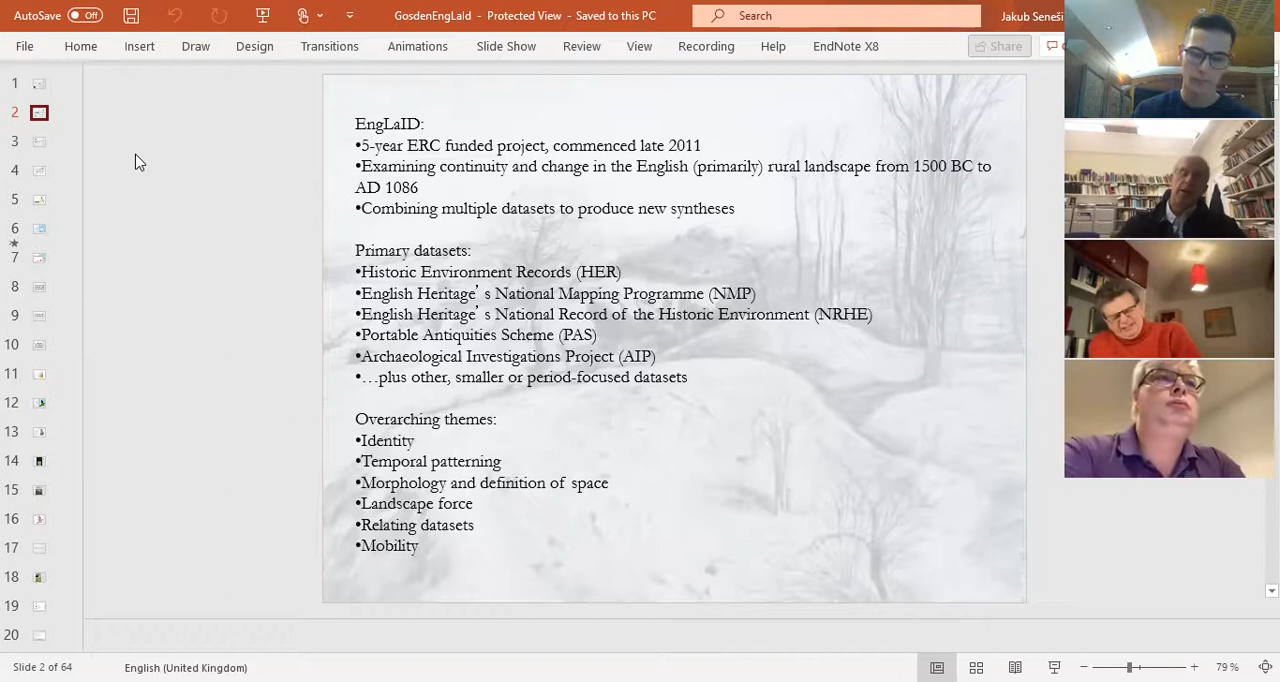 AutoSave Off GosdenEngLald - Protected View - Saved to this PC Search Jakub Seneši
File Home Insert Draw Design Transitions Animations Slide Show Review View Recording Help EndNote X8 Share
1
2
3
4
5
6
7
8
9
10
11
12
13
14
15
16
17
18
19
20
EngLaID:
•5-year ERC funded project, commenced late 2011
•Examining continuity and change in the English (primarily) rural landscape from 1500 BC to
AD 1086
•Combining multiple datasets to produce new syntheses
Primary datasets:
•Historic Environment Records (HER)
•English Heritage’ s National Mapping Programme (NMP)
•English Heritage’ s National Record of the Historic Environment (NRHE)
•Portable Antiquities Scheme (PAS)
•Archaeological Investigations Project (AIP)
•…plus other, smaller or period-focused datasets
Overarching themes:
•Identity
•Temporal patterning
•Morphology and definition of space
•Landscape force
•Relating datasets
•Mobility
Slide 2 of 64 English (United Kingdom) 79 %